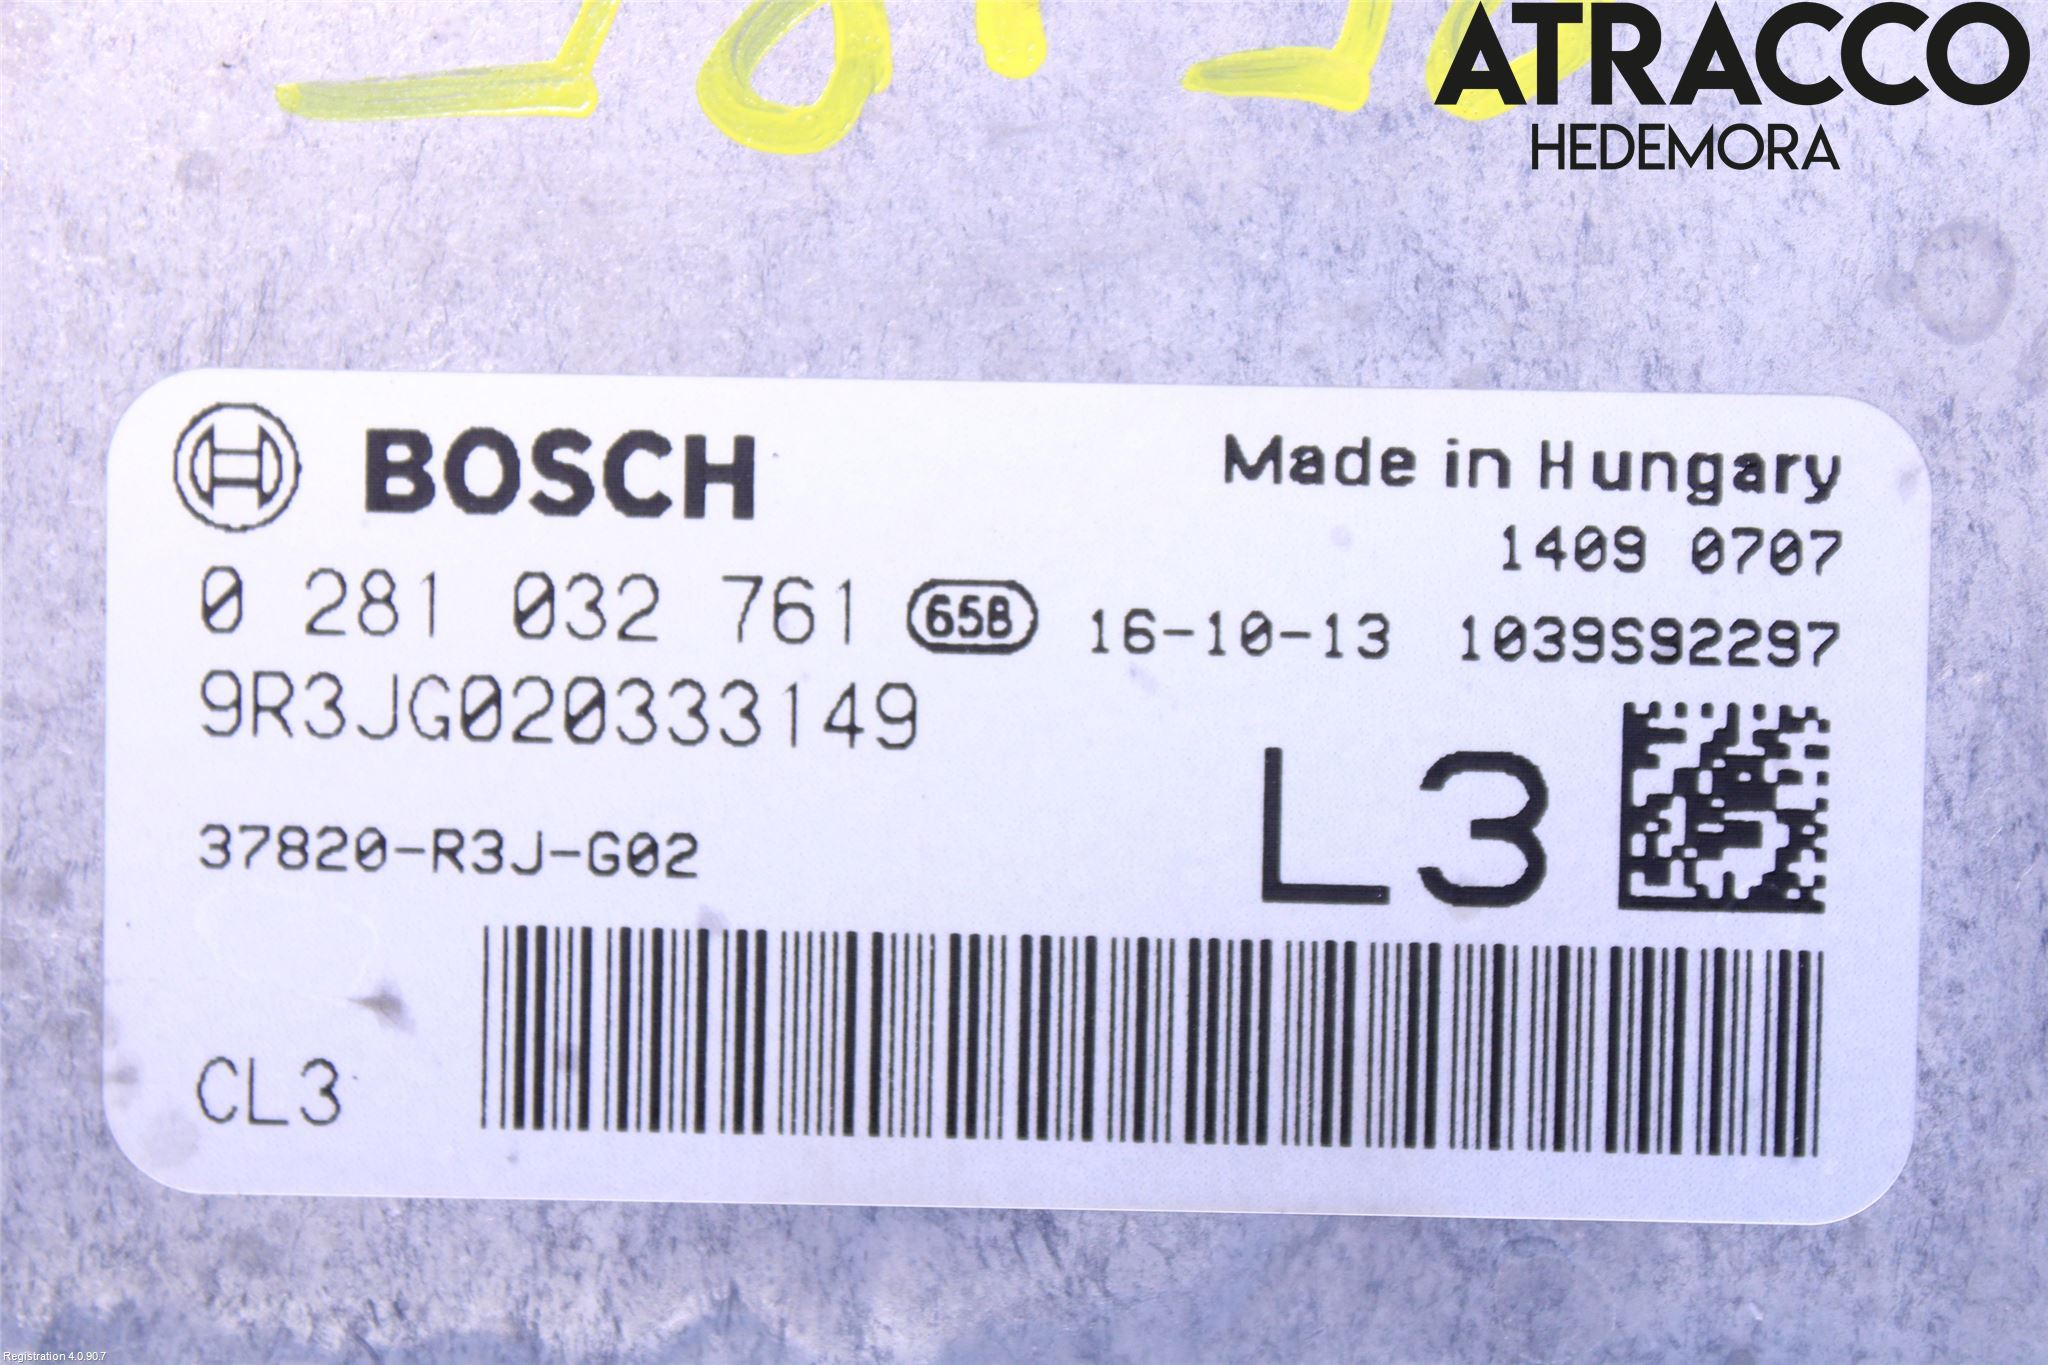 ATRACCO
HEDEMORA
BOSCH
Made in Hungary
1409 0707
0 281 032 761 65B 16-10-13 1039S92297
9R3JG020333149
L3
37820-R3J-G02
CL3
Registration 4.0.90.7